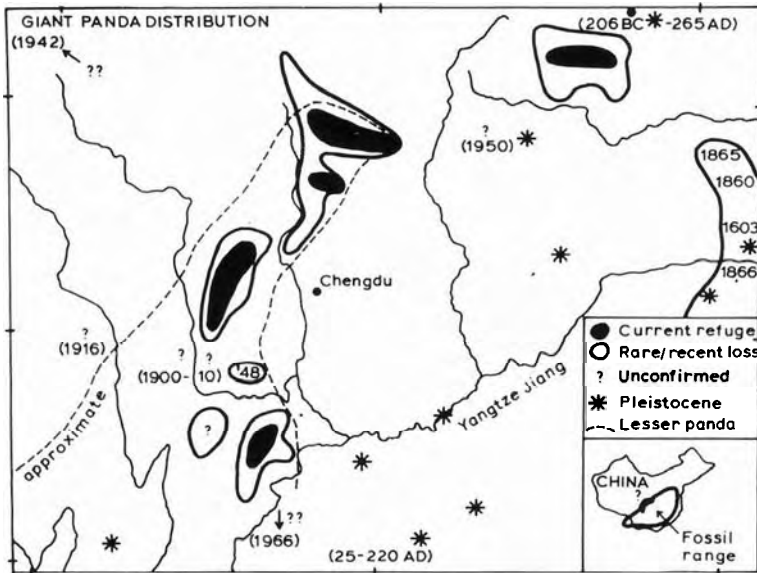 GIANT PANDA DISTRIBUTION
(1942) ??
(206 BC - 265 AD)
?
(1950)
1865
1860
1603
1866
Chengdu
?
(1916)
? ?
(1900-10)
'48
?
approximate
Yangtze Jiang
??
(1966)
(25-220 AD)
Current refuge
Rare/recent loss
? Unconfirmed
Pleistocene
Lesser panda
CHINA
?
Fossil
range